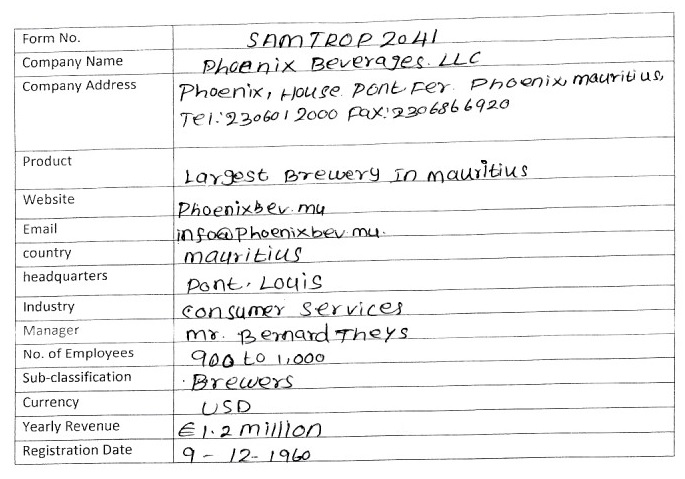 Form No. SAMTROP 2041
Company Name Phoenix Beverages. LLC
Company Address Phoenix, House. Pont Fer. Phoenix, mauritius,
Tel.: 2306012000 Fax: 2306866920
Product Largest Brewery In mauritius
Website Phoenixbev.mu
Email info@Phoenixbev.mu.
country mauritius
headquarters Pont. Louis
Industry Consumer Services
Manager mr. Bernard Theys
No. of Employees 900 to 1,000
Sub-classification Brewers
Currency USD
Yearly Revenue €1.2 million
Registration Date 9 - 12- 1960